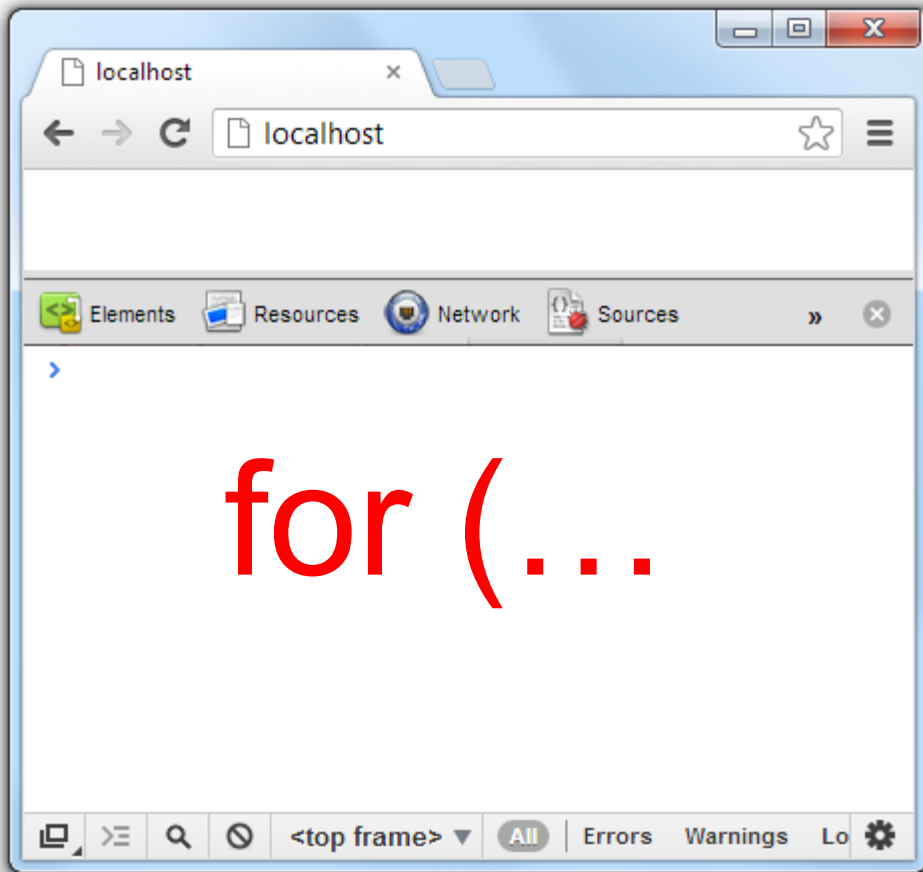 localhost
localhost
Elements Resources Network Sources »
for (…
<top frame> All Errors Warnings Lo